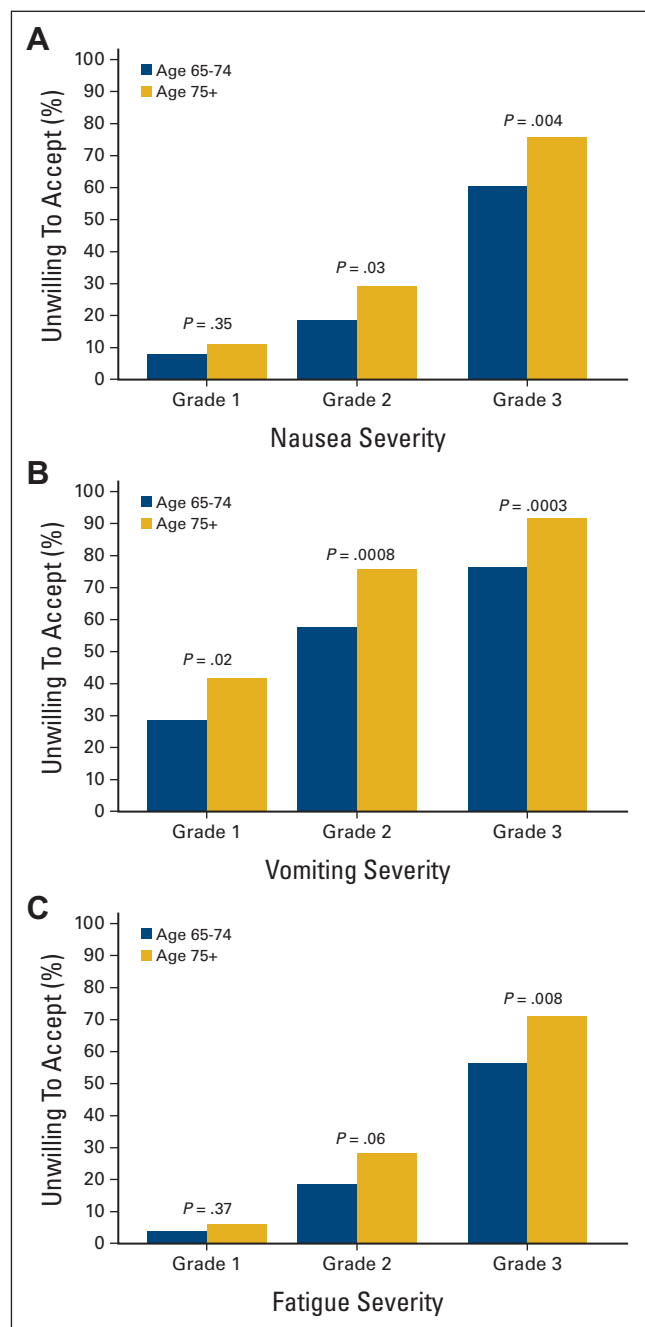 A
Unwilling To Accept (%)
100
90
80
70
60
50
40
30
20
10
0
Age 65-74
Age 75+
P = .35
P = .03
P = .004
Grade 1
Grade 2
Grade 3
Nausea Severity
B
Unwilling To Accept (%)
100
90
80
70
60
50
40
30
20
10
0
Age 65-74
Age 75+
P = .02
P = .0008
P = .0003
Grade 1
Grade 2
Grade 3
Vomiting Severity
C
Unwilling To Accept (%)
100
90
80
70
60
50
40
30
20
10
0
Age 65-74
Age 75+
P = .37
P = .06
P = .008
Grade 1
Grade 2
Grade 3
Fatigue Severity